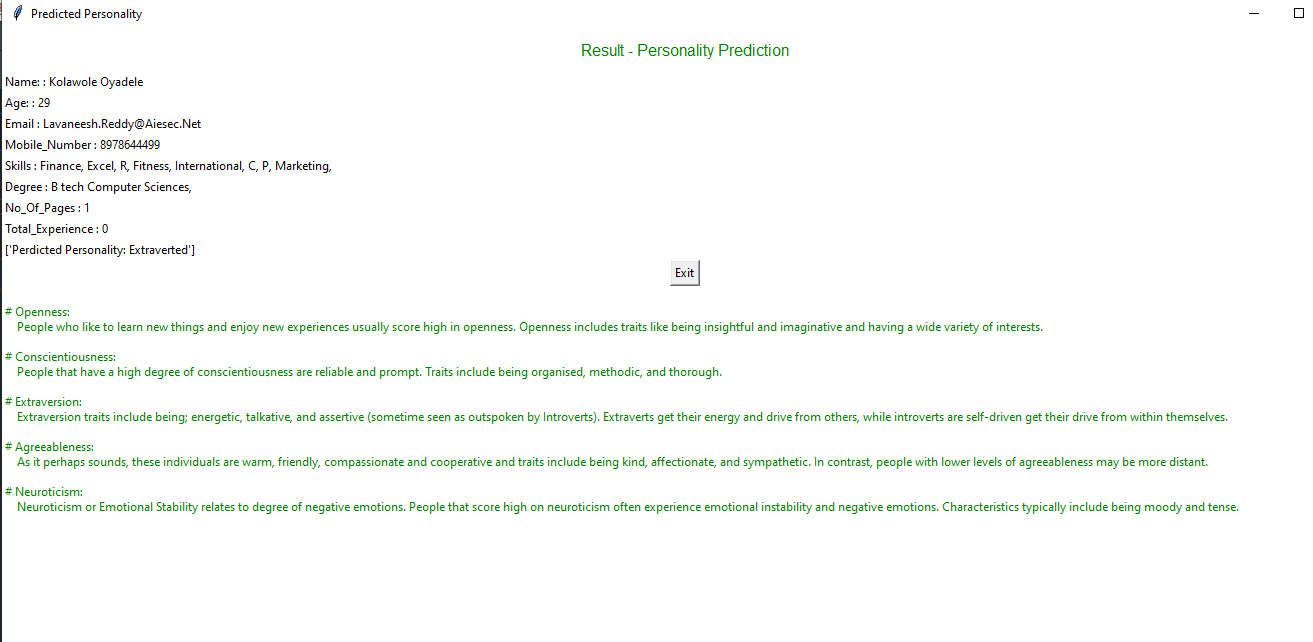 Predicted Personality
Result - Personality Prediction
Name: : Kolawole Oyadele
Age: : 29
Email : Lavaneesh.Reddy@Aiesec.Net
Mobile_Number : 8978644499
Skills : Finance, Excel, R, Fitness, International, C, P, Marketing,
Degree : B tech Computer Sciences,
No_Of_Pages : 1
Total_Experience : 0
['Perdicted Personality: Extraverted']
Exit
# Openness:
People who like to learn new things and enjoy new experiences usually score high in openness. Openness includes traits like being insightful and imaginative and having a wide variety of interests.
# Conscientiousness:
People that have a high degree of conscientiousness are reliable and prompt. Traits include being organised, methodic, and thorough.
# Extraversion:
Extraversion traits include being; energetic, talkative, and assertive (sometime seen as outspoken by Introverts). Extraverts get their energy and drive from others, while introverts are self-driven get their drive from within themselves.
# Agreeableness:
As it perhaps sounds, these individuals are warm, friendly, compassionate and cooperative and traits include being kind, affectionate, and sympathetic. In contrast, people with lower levels of agreeableness may be more distant.
# Neuroticism:
Neuroticism or Emotional Stability relates to degree of negative emotions. People that score high on neuroticism often experience emotional instability and negative emotions. Characteristics typically include being moody and tense.